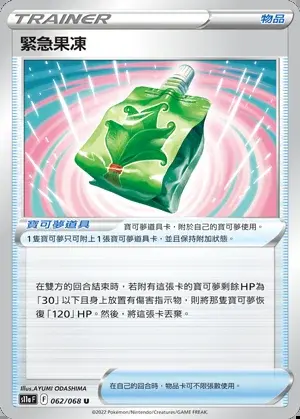 TRAINER
物品
緊急果凍
寶可夢道具
寶可夢道具卡,附於自己的寶可夢使用。
1隻寶可夢只可附上1張寶可夢道具卡,並且保持附加狀態。
在雙方的回合結束時,若附有這張卡的寶可夢剩餘HP為
「30」以下且身上放置有傷害指示物,則將那隻寶可夢恢
復「120」HP。然後,將這張卡丟棄。
Illus.AYUMI ODASHIMA
s11a F
F
062/068 U
在自己的回合時,物品卡可不限張數使用。
©2022 Pokémon/Nintendo/Creatures/GAME FREAK.